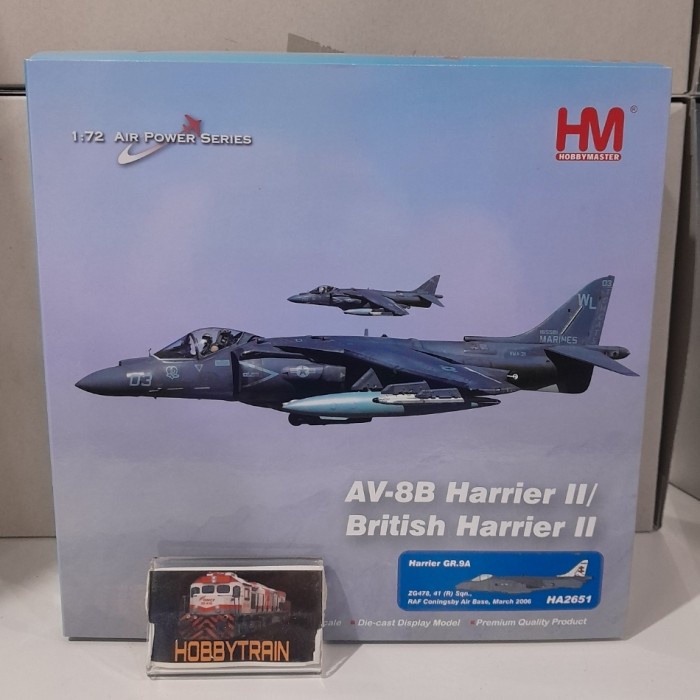 1:72 AIR POWER SERIES
HM®
HOBBYMASTER
03
WL
MARINES
03
AV-8B Harrier II/
British Harrier II
Harrier GR.9A
ZG478, 41 (R) Sqn.,
RAF Coningsby Air Base, March 2006
HA2651
scale ▪ Die-cast Display Model ▪ Premium Quality Product
HOBBYTRAIN